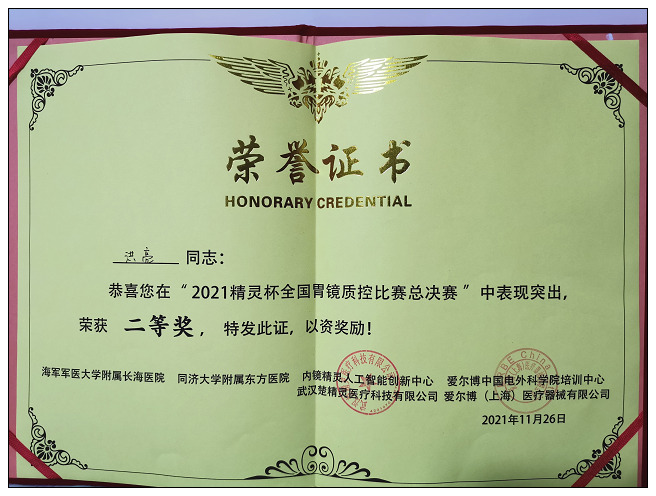 荣誉证书
HONORARY CREDENTIAL
洪亮 同志：
恭喜您在“2021精灵杯全国胃镜质控比赛总决赛”中表现突出，
荣获 二等奖，特发此证，以资奖励！
海军军医大学附属长海医院 同济大学附属东方医院 内镜精灵人工智能创新中心 爱尔博中国电外科学院培训中心
武汉楚精灵医疗科技有限公司 爱尔博（上海）医疗器械有限公司
2021年11月26日